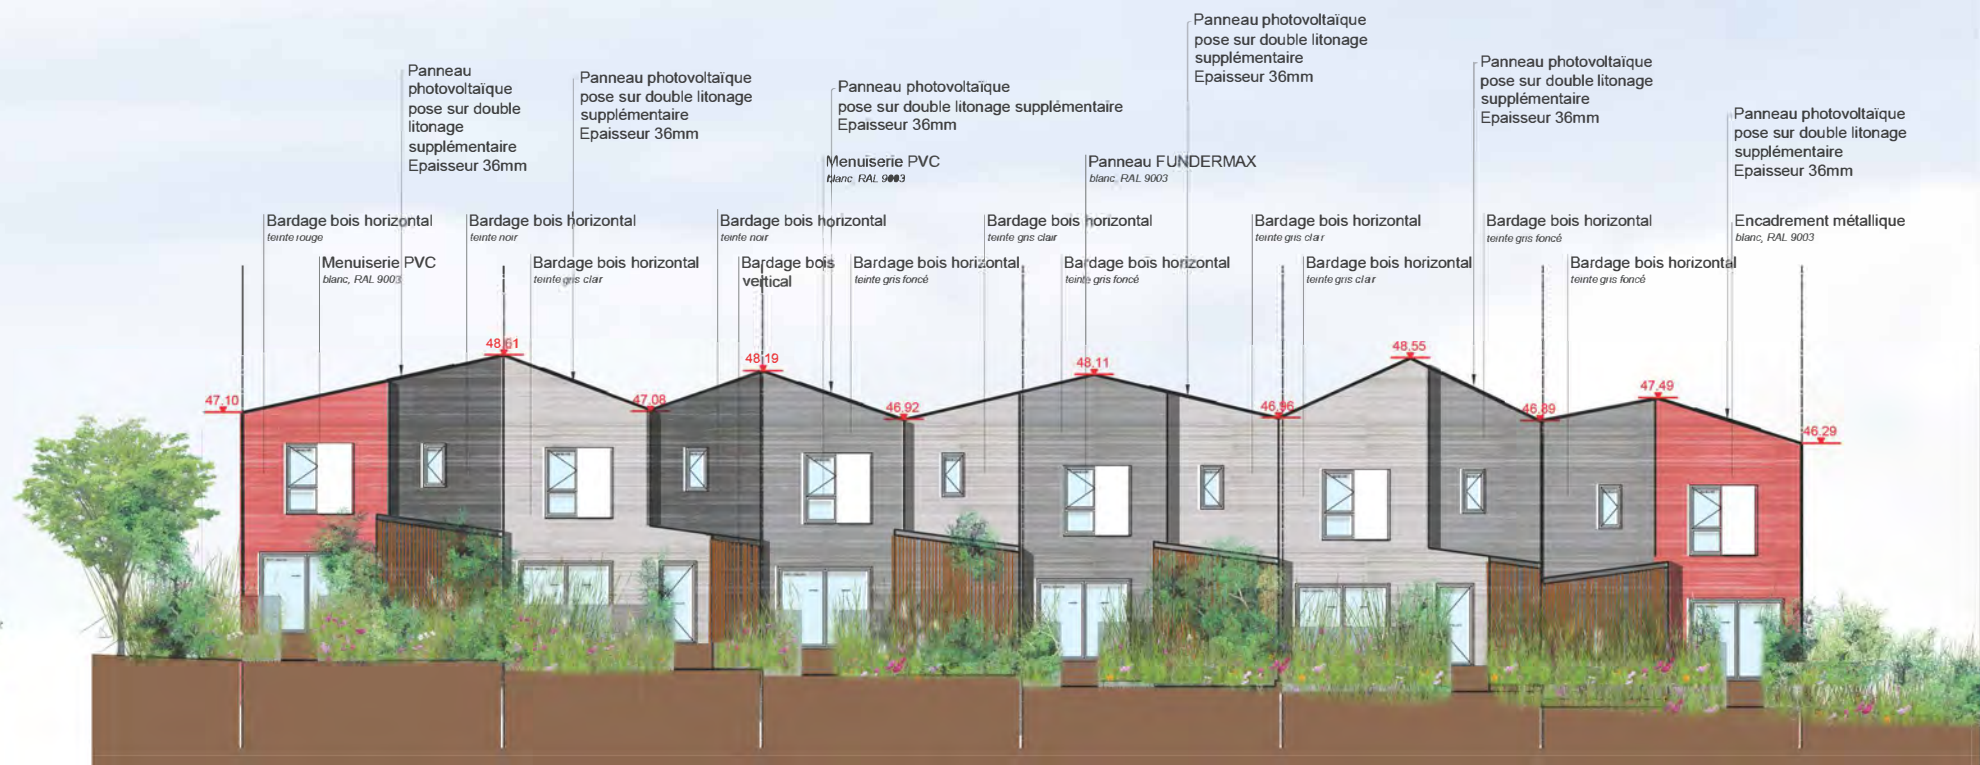 Panneau photovoltaïque
pose sur double litonage
supplémentaire
Epaisseur 36mm
Panneau
photovoltaïque
pose sur double
litonage
supplémentaire
Epaisseur 36mm
Panneau photovoltaïque
pose sur double litonage
supplémentaire
Epaisseur 36mm
Panneau photovoltaïque
pose sur double litonage supplémentaire
Epaisseur 36mm
Panneau photovoltaïque
pose sur double litonage
supplémentaire
Epaisseur 36mm
Panneau photovoltaïque
pose sur double litonage
supplémentaire
Epaisseur 36mm
Menuiserie PVC
blanc, RAL 9003
Panneau FUNDERMAX
blanc, RAL 9003
Bardage bois horizontal
teinte rouge
Bardage bois horizontal
teinte noir
Bardage bois horizontal
teinte noir
Bardage bois horizontal
teinte gris clair
Bardage bois horizontal
teinte gris clair
Bardage bois horizontal
teinte gris foncé
Encadrement métallique
blanc, RAL 9003
Menuiserie PVC
blanc, RAL 9003
Bardage bois horizontal
teinte gris clair
Bardage bois
vertical
Bardage bois horizontal
teinte gris foncé
Bardage bois horizontal
teinte gris foncé
Bardage bois horizontal
teinte gris clair
Bardage bois horizontal
teinte gris foncé
47.10
48.61
47.08
48.19
46.92
48.11
46.96
48.55
46.89
47.49
46.29